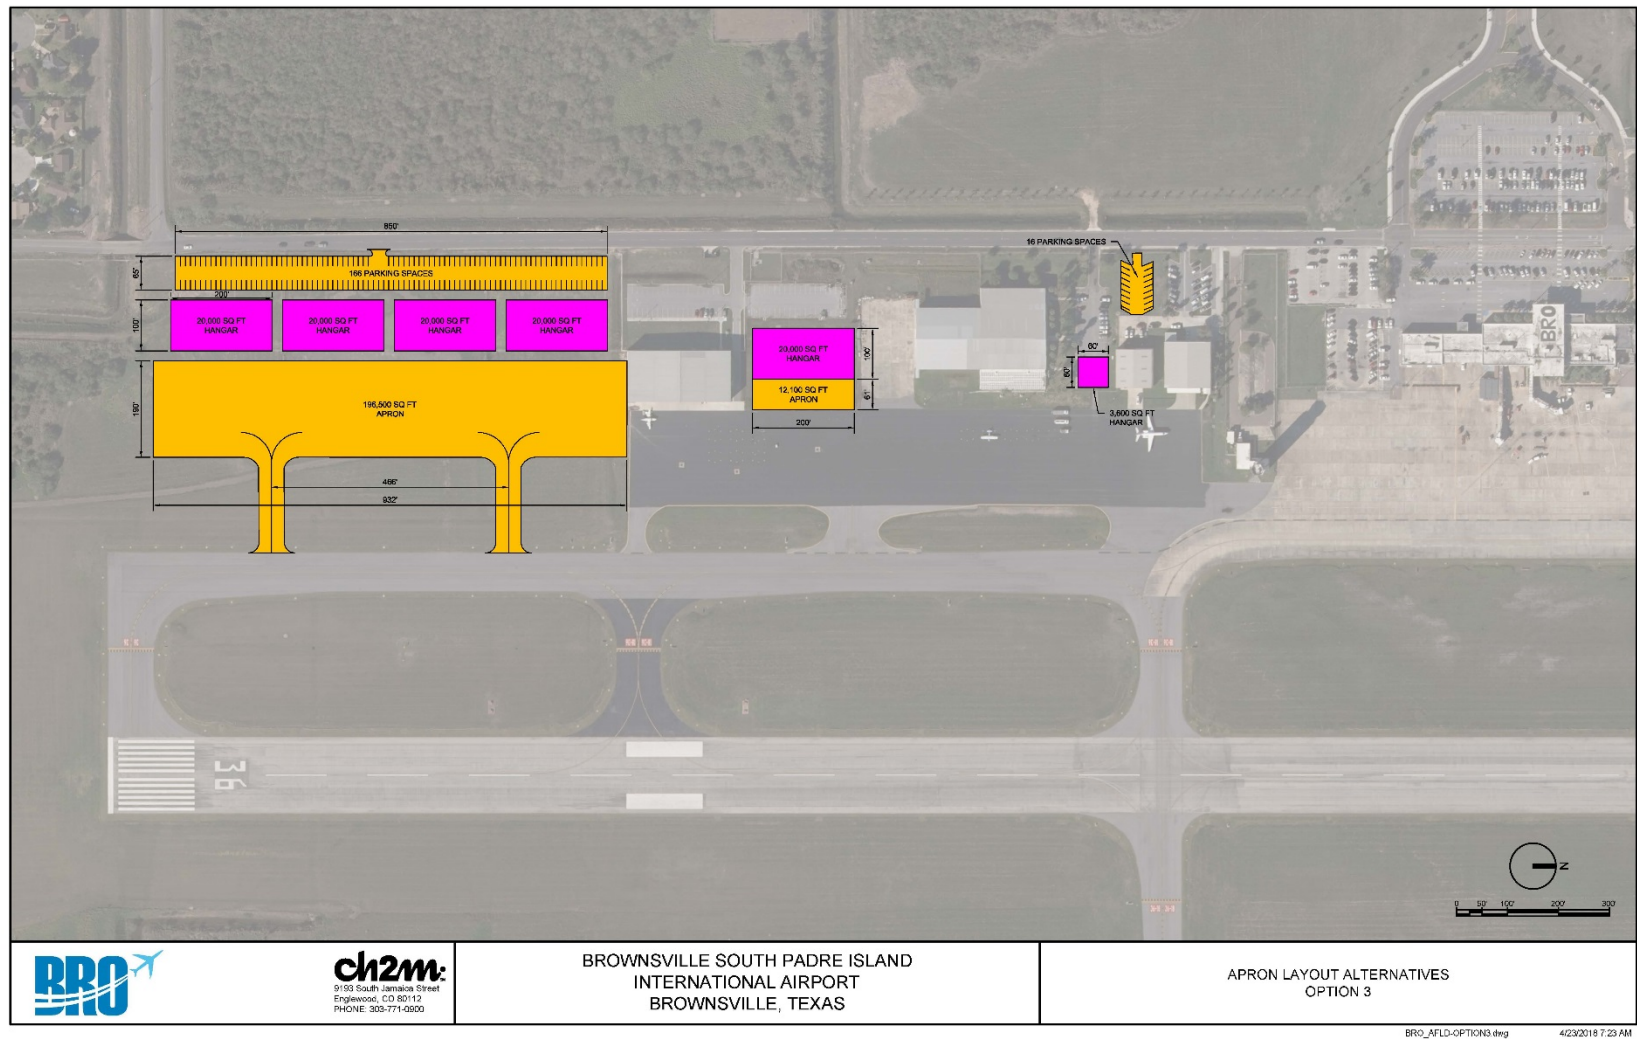 850'
65'
166 PARKING SPACES
16 PARKING SPACES
200'
100'
20,000 SQ FT
HANGAR
20,000 SQ FT
HANGAR
20,000 SQ FT
HANGAR
20,000 SQ FT
HANGAR
20,000 SQ FT
HANGAR
100'
12,100 SQ FT
APRON
61'
200'
60'
60'
3,600 SQ FT
HANGAR
BRO
190'
196,500 SQ FT
APRON
466'
932'
36
N
0 50' 100' 200' 300'
BRO
ch2m:
9193 South Jamaica Street
Englewood, CO 80112
PHONE: 303-771-0900
BROWNSVILLE SOUTH PADRE ISLAND
INTERNATIONAL AIRPORT
BROWNSVILLE, TEXAS
APRON LAYOUT ALTERNATIVES
OPTION 3
BRO_AFLD-OPTION3.dwg 4/23/2018 7:23 AM